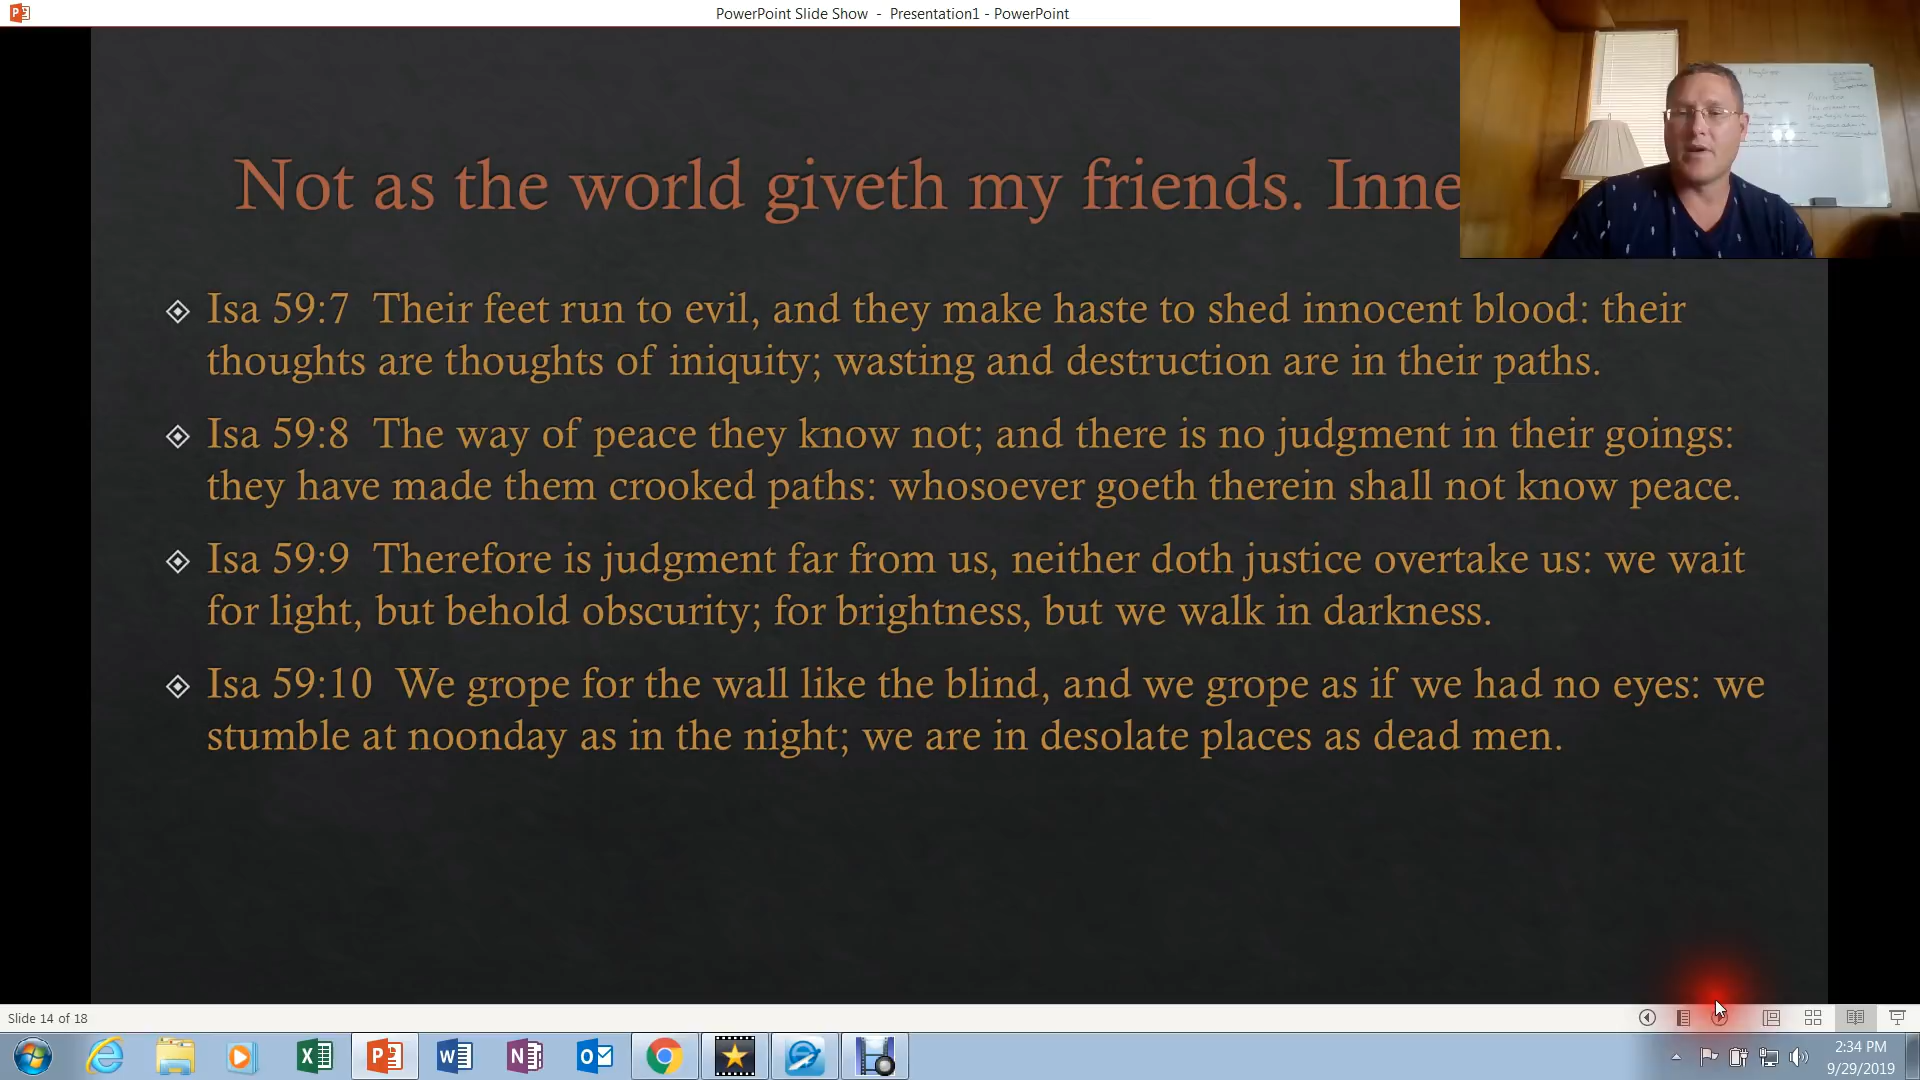 PowerPoint Slide Show - Presentation1 - PowerPoint
Not as the world giveth my friends. Inne
Isa 59:7 Their feet run to evil, and they make haste to shed innocent blood: their
thoughts are thoughts of iniquity; wasting and destruction are in their paths.
Isa 59:8 The way of peace they know not; and there is no judgment in their goings:
they have made them crooked paths: whosoever goeth therein shall not know peace.
Isa 59:9 Therefore is judgment far from us, neither doth justice overtake us: we wait
for light, but behold obscurity; for brightness, but we walk in darkness.
Isa 59:10 We grope for the wall like the blind, and we grope as if we had no eyes: we
stumble at noonday as in the night; we are in desolate places as dead men.
Slide 14 of 18
2:34 PM
9/29/2019